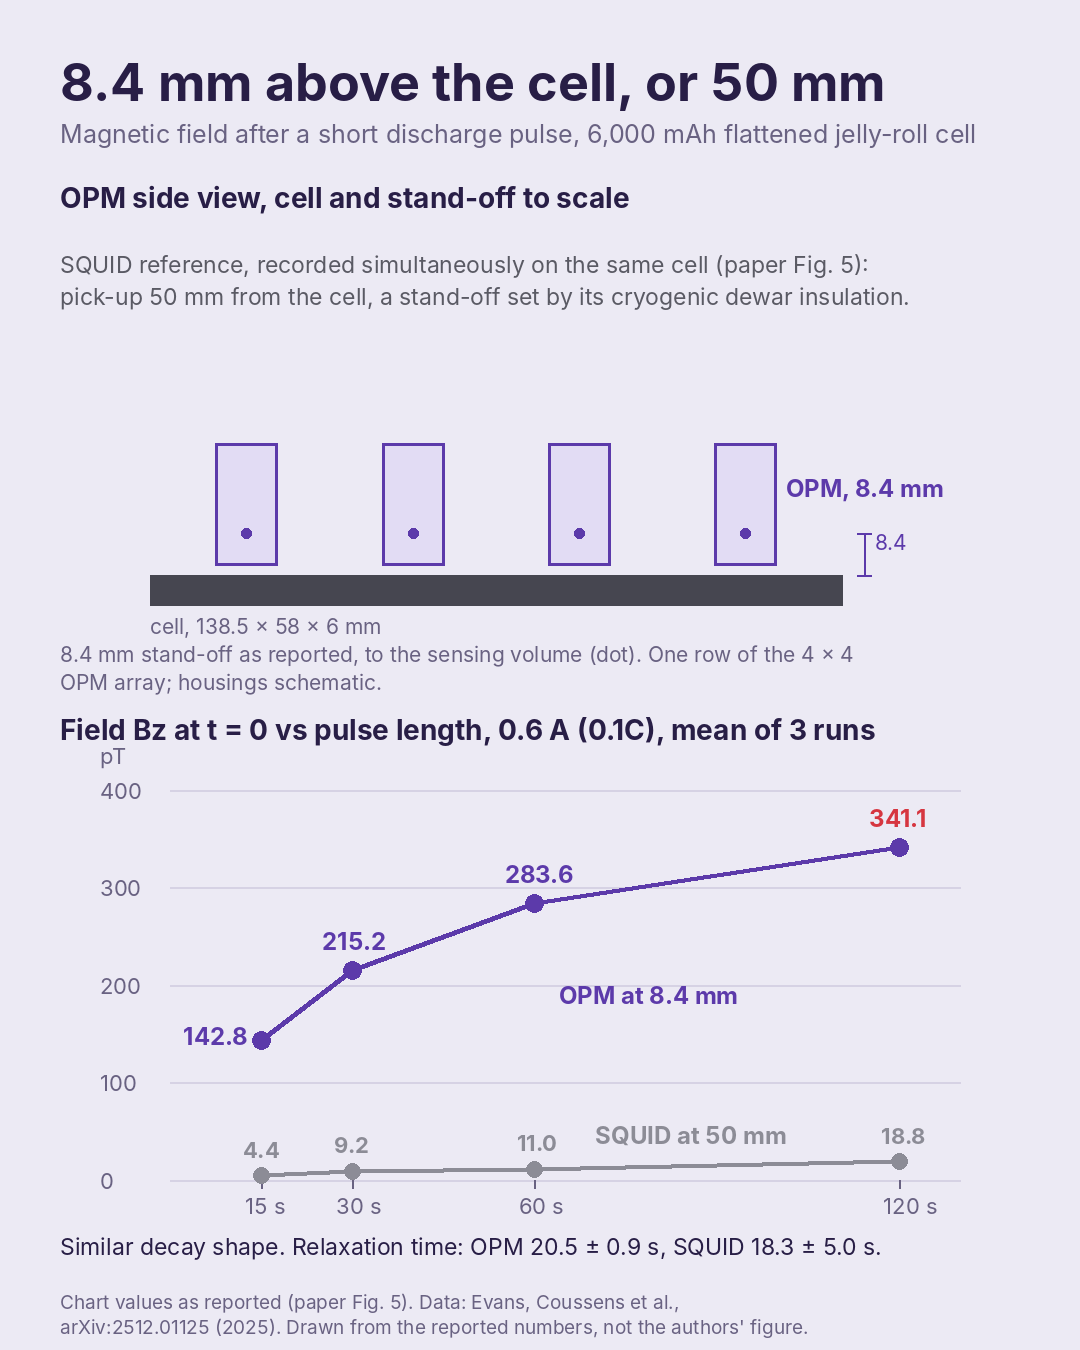 8.4 mm above the cell, or 50 mm
Magnetic field after a short discharge pulse, 6,000 mAh flattened jelly-roll cell
OPM side view, cell and stand-off to scale
SQUID reference, recorded simultaneously on the same cell (paper Fig. 5):
pick-up 50 mm from the cell, a stand-off set by its cryogenic dewar insulation.
OPM, 8.4 mm
8.4
cell, 138.5 × 58 × 6 mm
8.4 mm stand-off as reported, to the sensing volume (dot). One row of the 4 × 4
OPM array; housings schematic.
Field Bz at t = 0 vs pulse length, 0.6 A (0.1C), mean of 3 runs
pT
400
341.1
283.6
300
215.2
200
OPM at 8.4 mm
142.8
100
4.4
9.2
11.0
SQUID at 50 mm
18.8
0
15 s
30 s
60 s
120 s
Similar decay shape. Relaxation time: OPM 20.5 ± 0.9 s, SQUID 18.3 ± 5.0 s.
Chart values as reported (paper Fig. 5). Data: Evans, Coussens et al.,
arXiv:2512.01125 (2025). Drawn from the reported numbers, not the authors' figure.